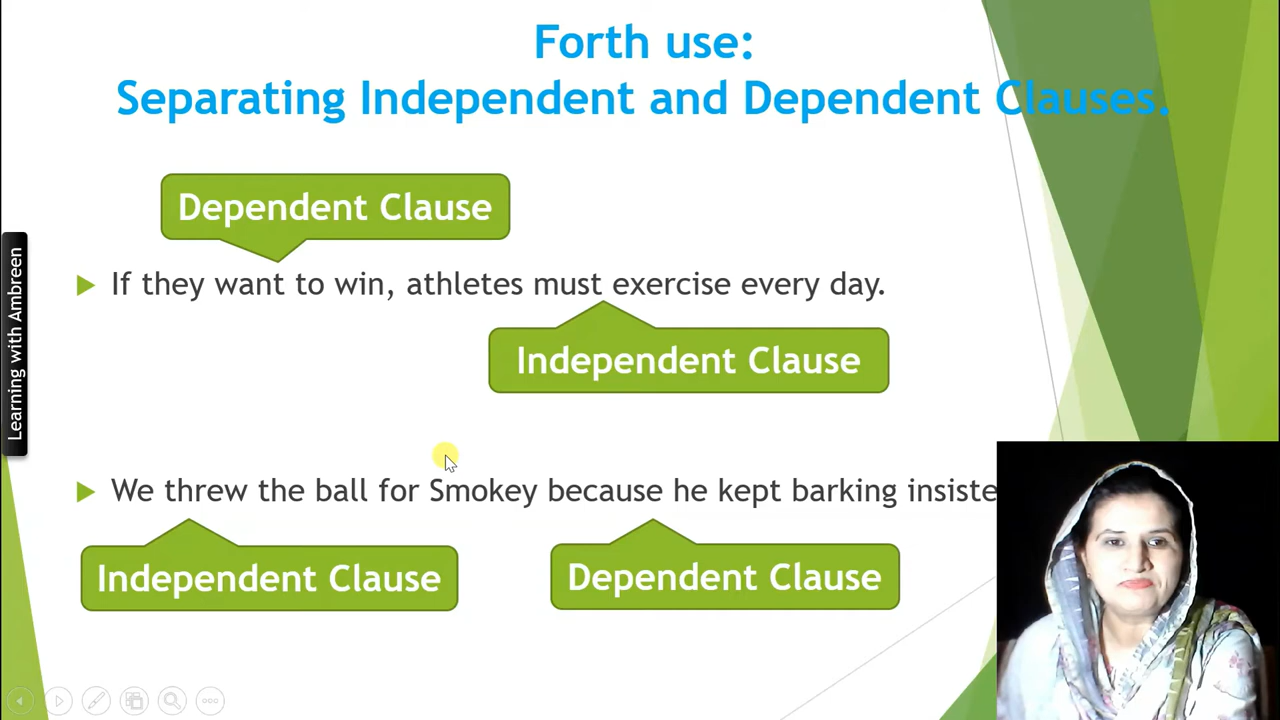 Forth use:
Separating Independent and Dependent Clauses.
Dependent Clause
If they want to win, athletes must exercise every day.
Independent Clause
Learning with Ambreen
We threw the ball for Smokey because he kept barking
Independent Clause
Dependent Clause